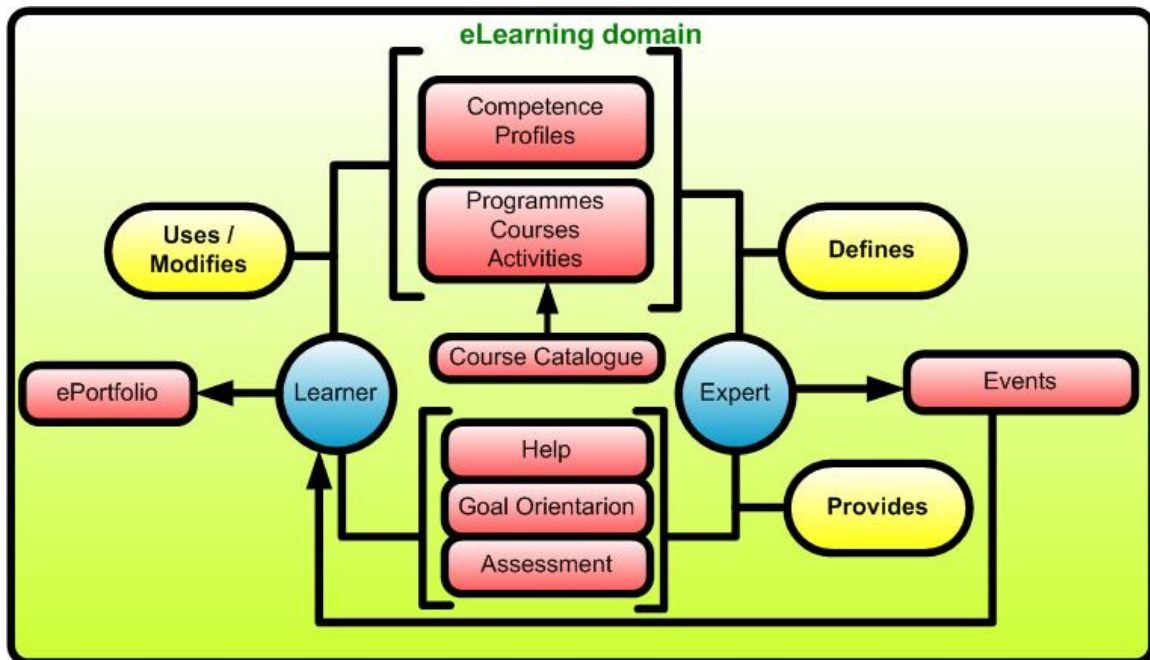 eLearning domain
Competence
Profiles
Programmes
Courses
Activities
Uses /
Modifies
Defines
Course Catalogue
ePortfolio
Learner
Expert
Events
Help
Goal Orientarion
Assessment
Provides